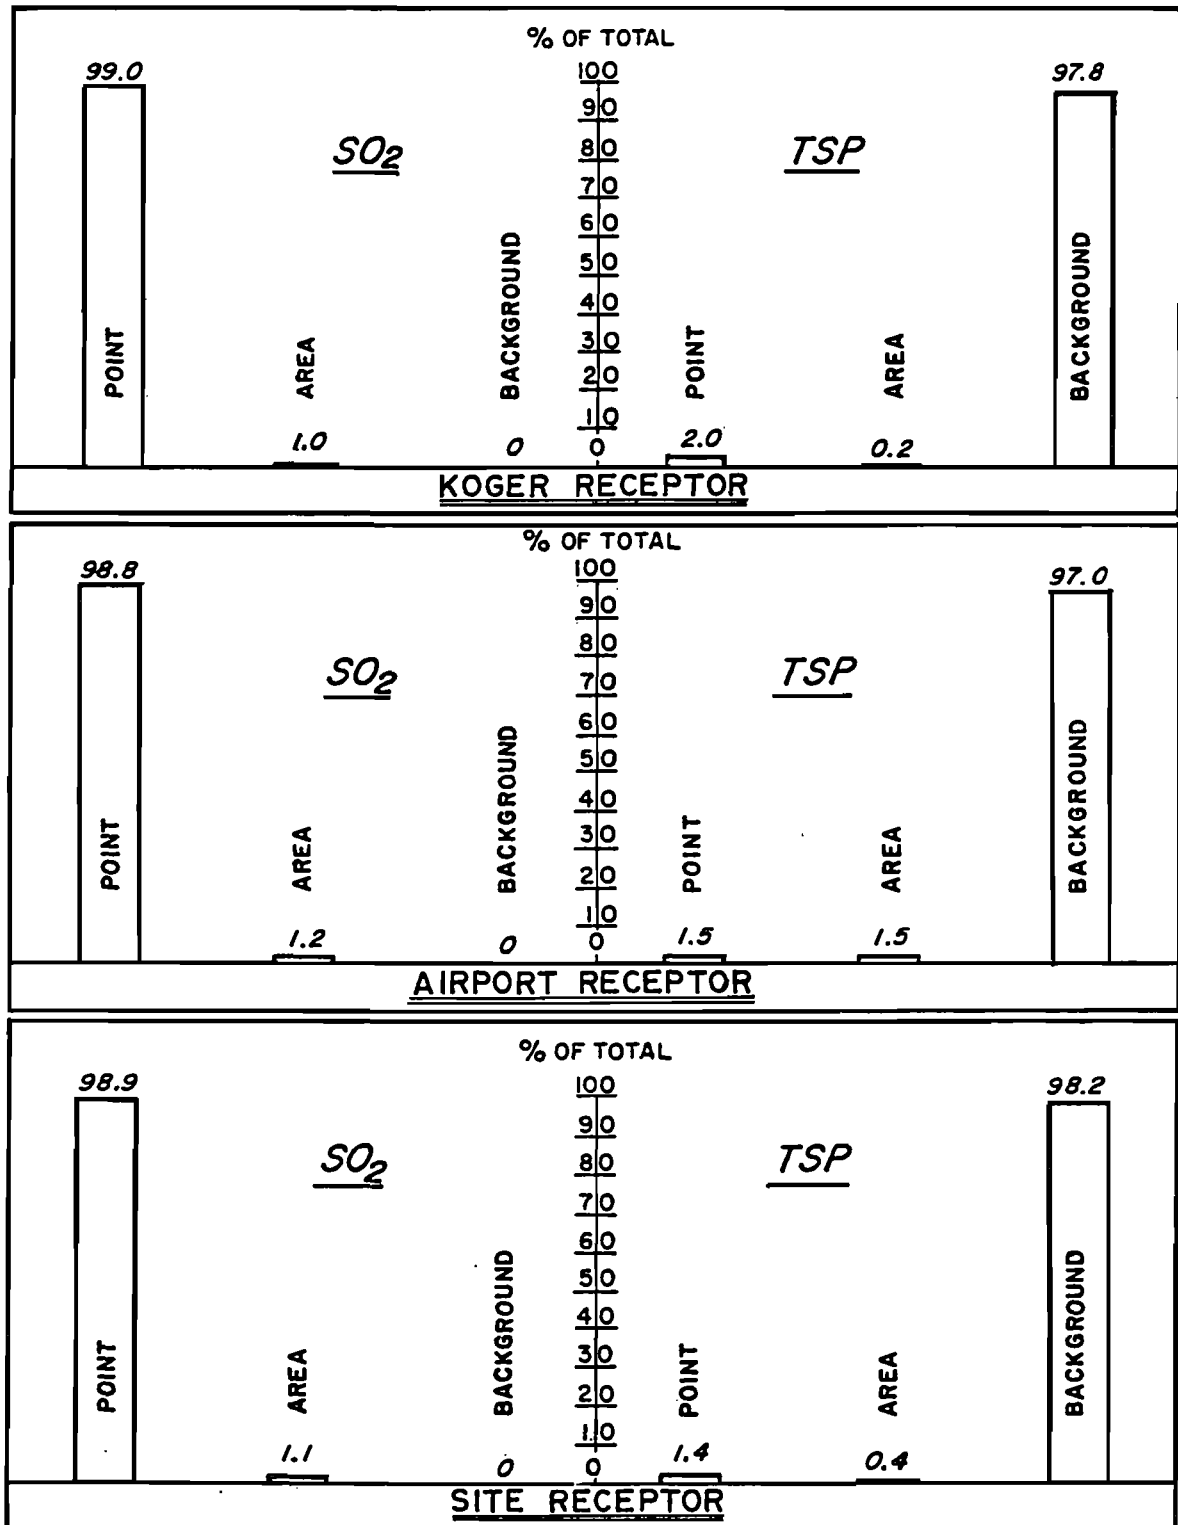 % OF TOTAL
99.0
100
97.8
90
SO2
80
TSP
70
60
50
40
30
20
10
POINT
AREA
BACKGROUND
POINT
AREA
BACKGROUND
1.0
0
0
2.0
0.2
KOGER RECEPTOR
% OF TOTAL
98.8
100
97.0
90
80
SO2
TSP
70
60
50
40
30
20
10
POINT
AREA
BACKGROUND
POINT
AREA
BACKGROUND
1.2
0
0
1.5
1.5
AIRPORT RECEPTOR
% OF TOTAL
98.9
100
98.2
90
SO2
80
TSP
70
60
50
40
30
20
10
POINT
AREA
BACKGROUND
POINT
AREA
BACKGROUND
1.1
0
0
1.4
0.4
SITE RECEPTOR